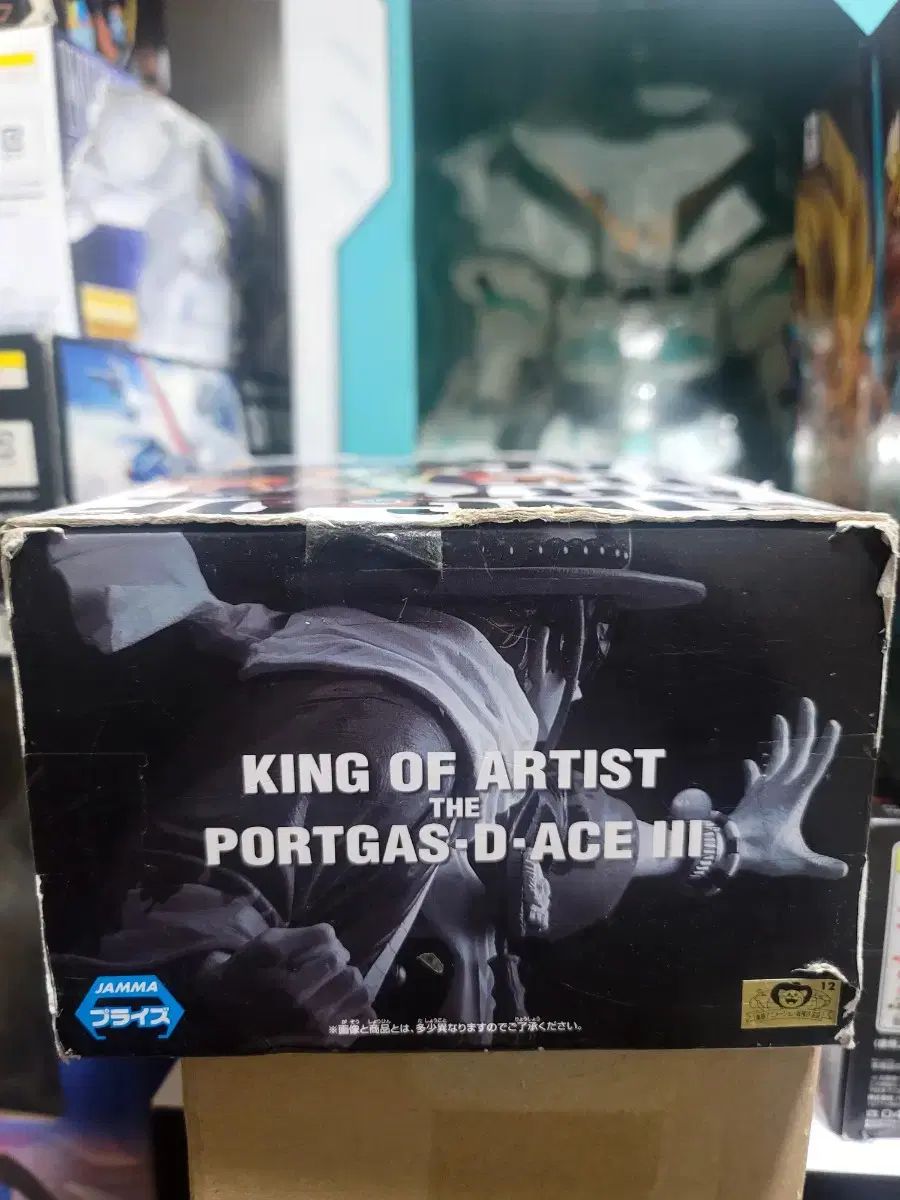 KING OF ARTIST
THE
PORTGAS・D・ACE III
JAMMA
プライズ
※画像と商品とは、多少異なりますのでご了承ください。
12